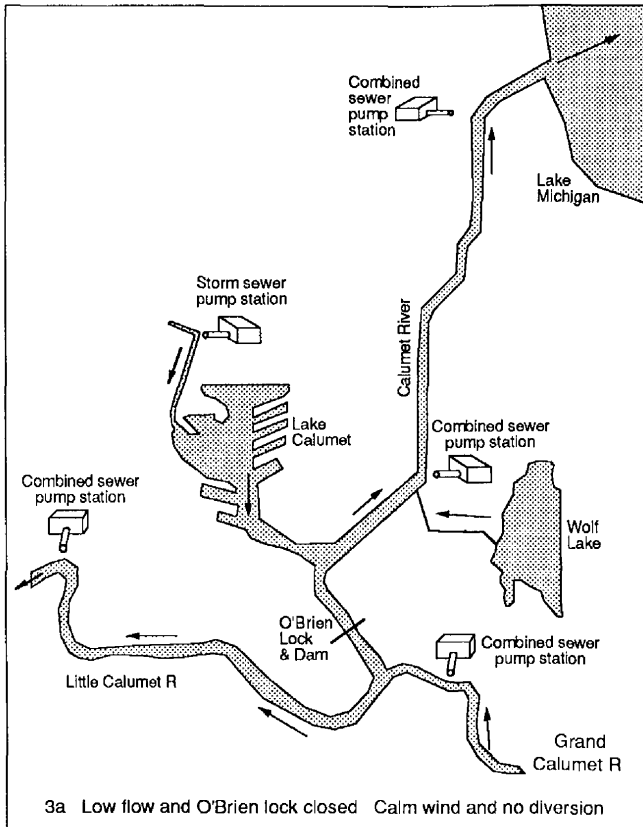 Combined
sewer
pump
station
Lake
Michigan
Storm sewer
pump station
Calumet River
Lake
Calumet
Combined sewer
pump station
Combined sewer
pump station
Wolf
Lake
O'Brien
Lock
& Dam
Combined sewer
pump station
Little Calumet R
Grand
Calumet R
3a Low flow and O'Brien lock closed Calm wind and no diversion